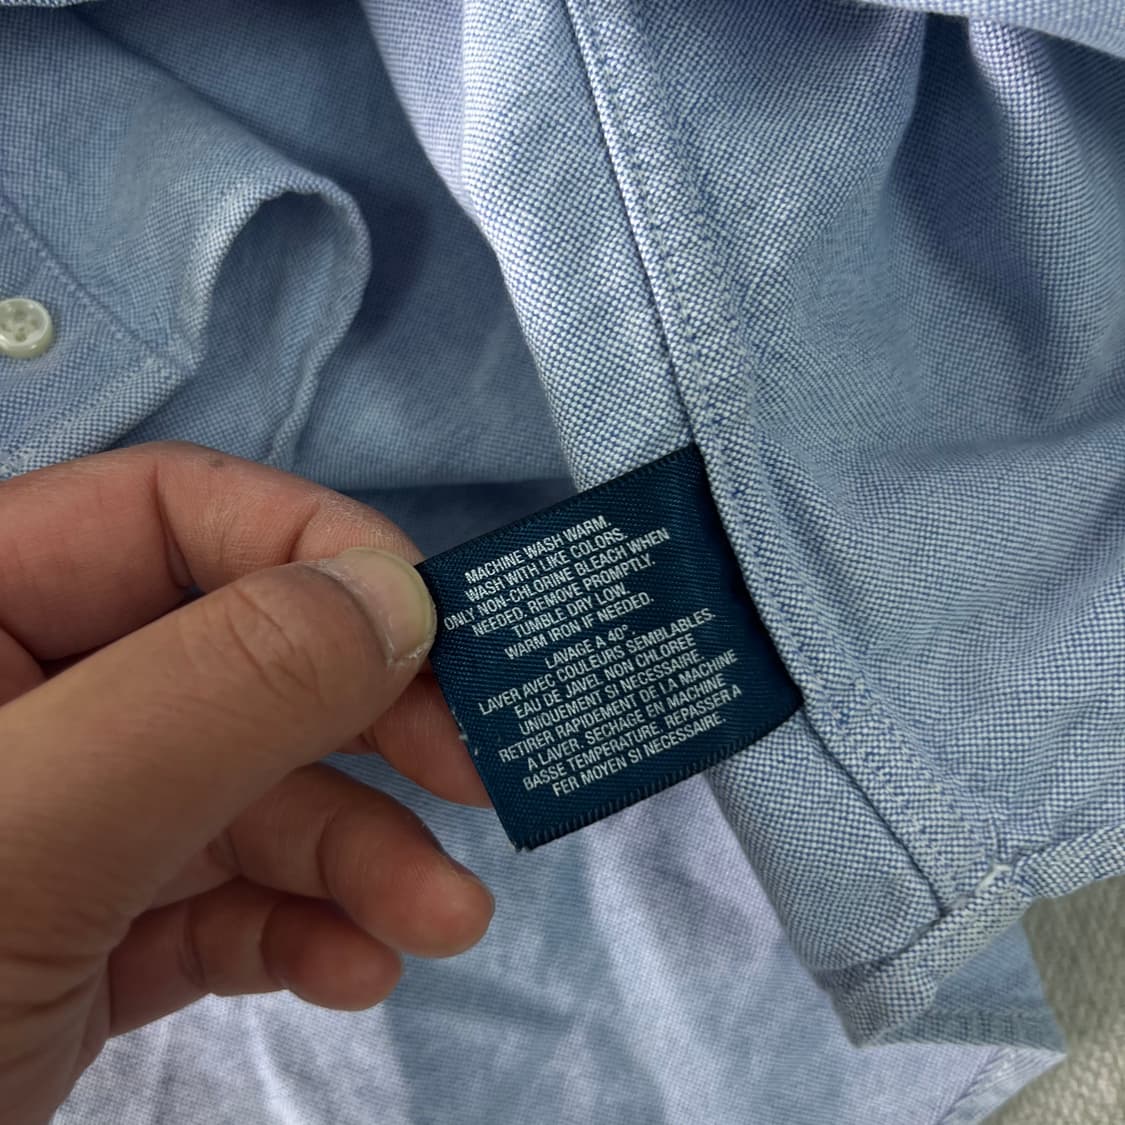 MACHINE WASH WARM.
WASH WITH LIKE COLORS.
ONLY NON-CHLORINE BLEACH WHEN
NEEDED. REMOVE PROMPTLY.
TUMBLE DRY LOW.
WARM IRON IF NEEDED.
LAVAGE A 40°
LAVER AVEC COULEURS SEMBLABLES.
EAU DE JAVEL NON CHLOREE
UNIQUEMENT SI NECESSAIRE.
RETIRER RAPIDEMENT DE LA MACHINE
A LAVER. SECHAGE EN MACHINE
BASSE TEMPERATURE. REPASSER A
FER MOYEN SI NECESSAIRE.